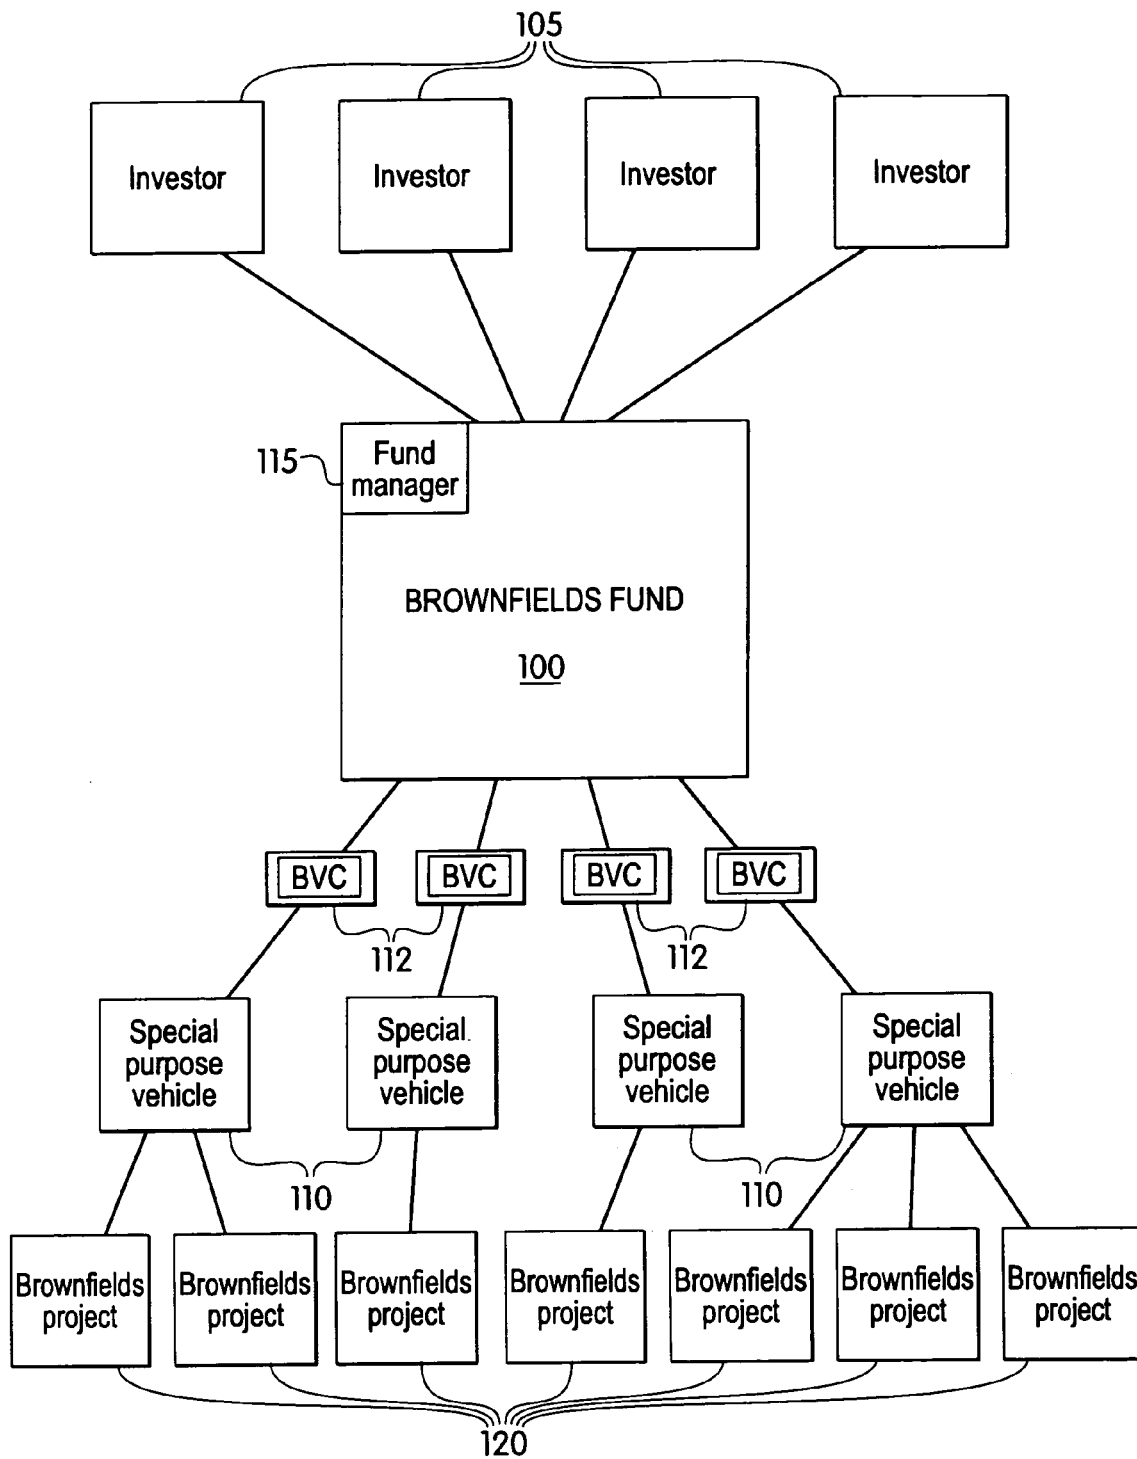 105
Investor
Investor
Investor
Investor
115
Fund
manager
BROWNFIELDS FUND
100
BVC
BVC
BVC
BVC
112
112
Special
purpose
vehicle
Special
purpose
vehicle
Special
purpose
vehicle
Special
purpose
vehicle
110
110
Brownfields
project
Brownfields
project
Brownfields
project
Brownfields
project
Brownfields
project
Brownfields
project
Brownfields
project
120